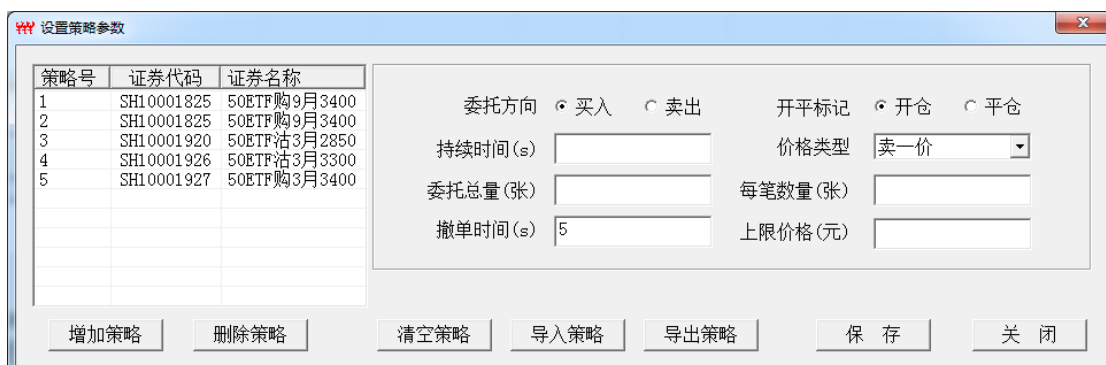 设置策略参数
策略号 证券代码 证券名称
1 SH10001825 50ETF购9月3400
2 SH10001825 50ETF购9月3400
3 SH10001920 50ETF沽3月2850
4 SH10001926 50ETF沽3月3300
5 SH10001927 50ETF购3月3400
委托方向 买入 卖出 开平标记 开仓 平仓
持续时间(s) 价格类型 卖一价
委托总量(张) 每笔数量(张)
撤单时间(s) 5 上限价格(元)
增加策略 删除策略 清空策略 导入策略 导出策略 保 存 关 闭